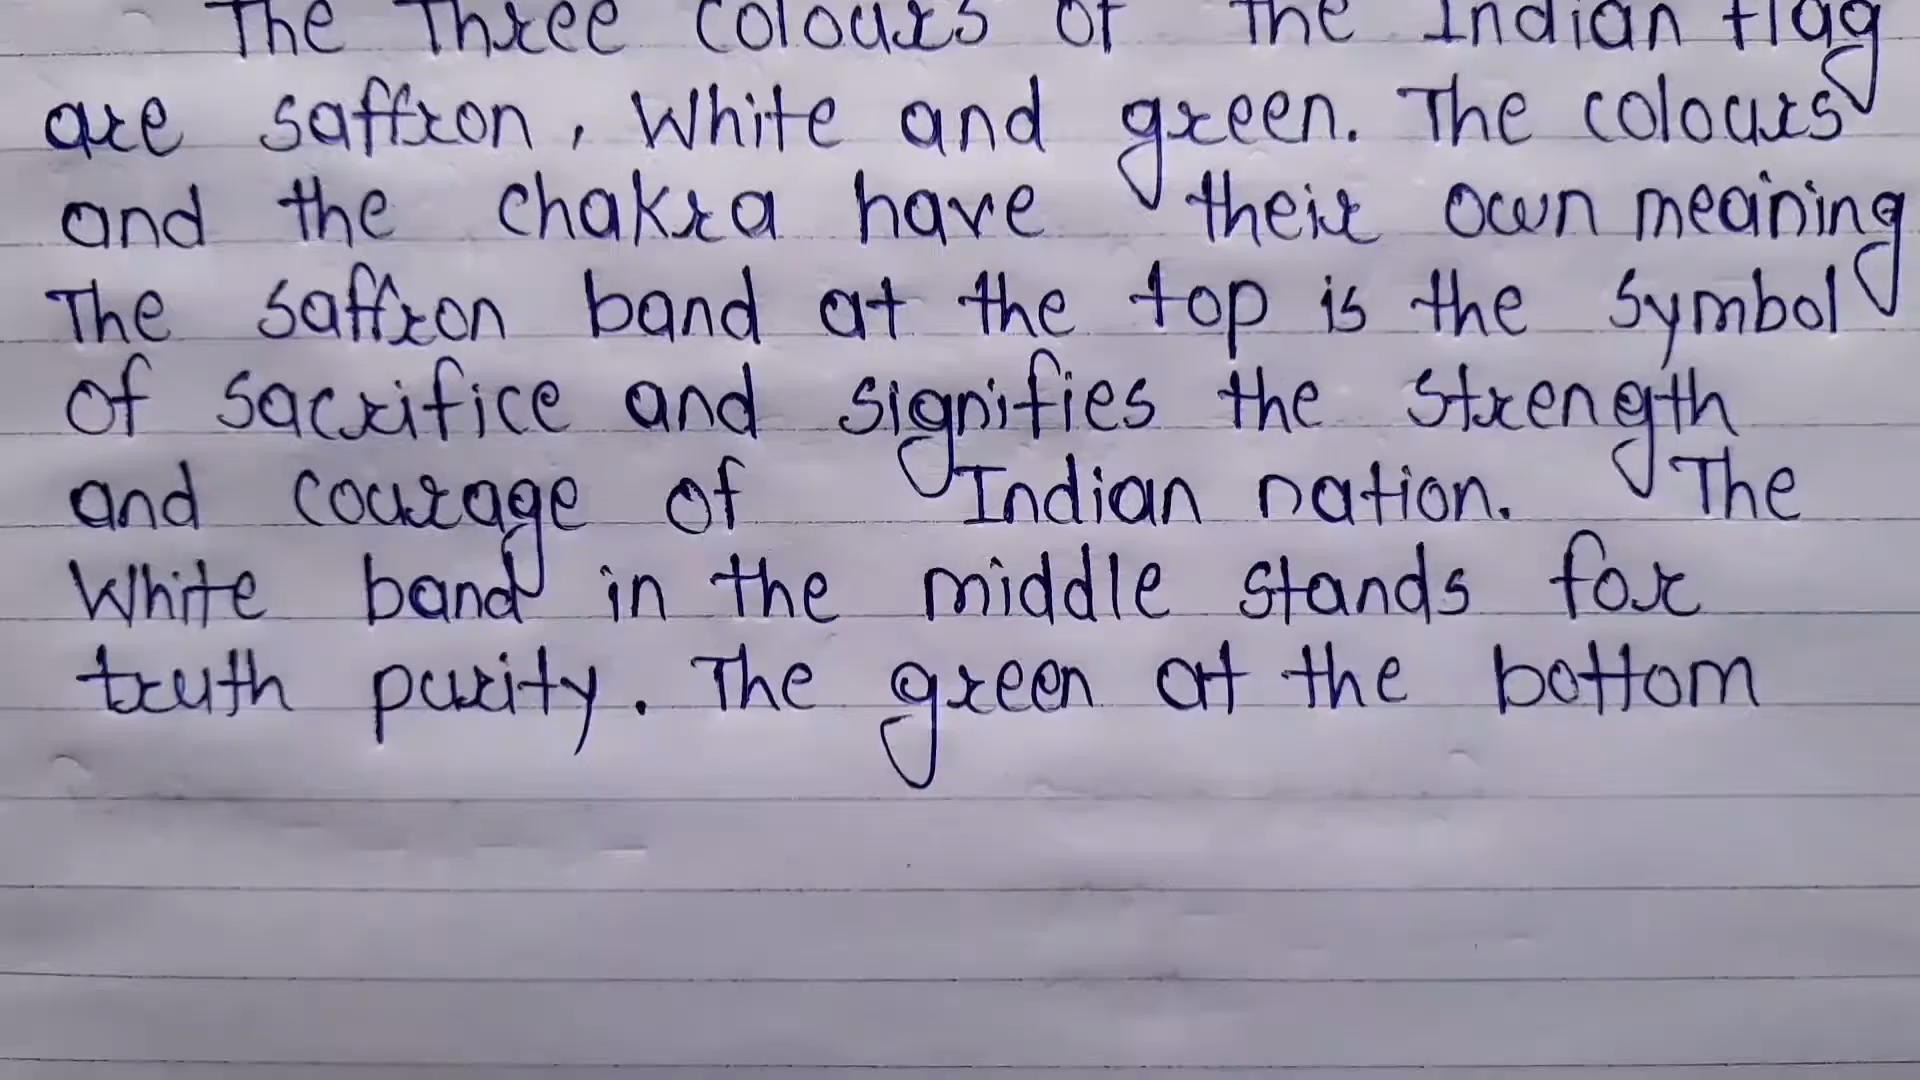 The Three colours of the Indian flag
are saffron, White and green. The colours
and the chakra have their own meaning
The saffron band at the top is the symbol
of sacrifice and signifies the strength
and courage of Indian nation. The
White band in the middle stands for
truth purity. The green at the bottom